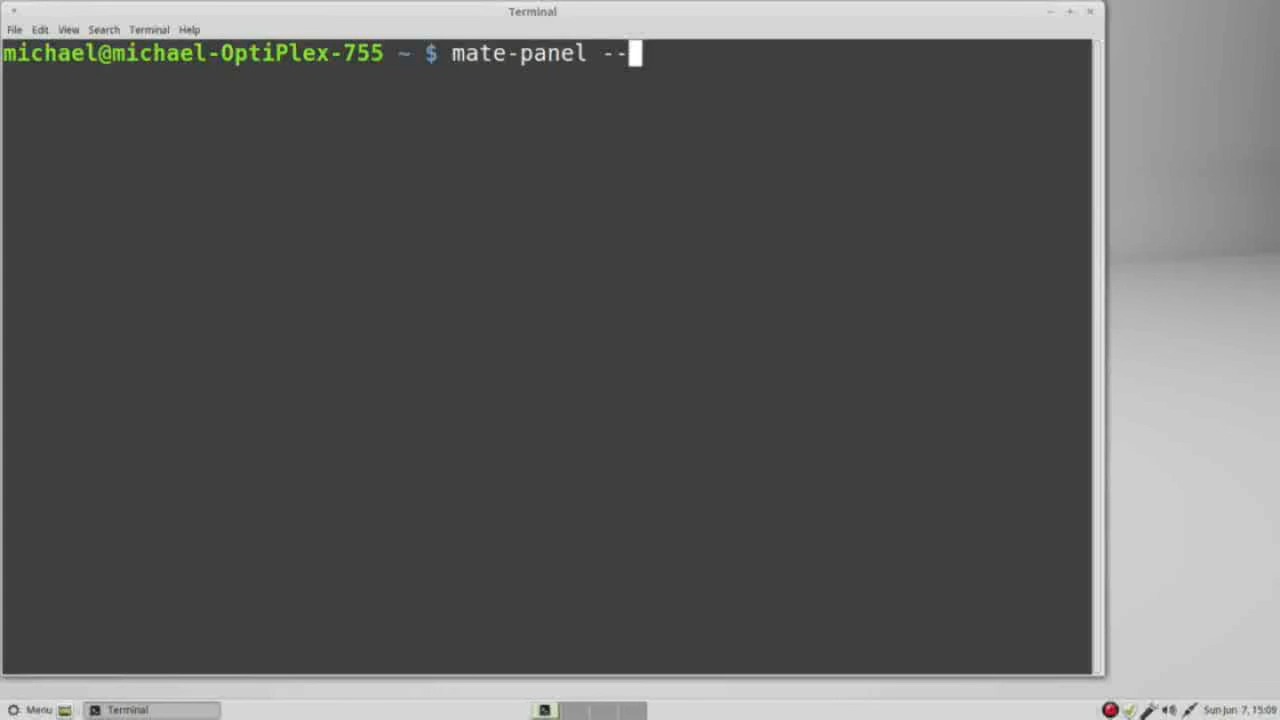 Terminal
File Edit View Search Terminal Help
michael@michael-OptiPlex-755 ~ $ mate-panel --
Menu Terminal Sun Jun 7, 15:09